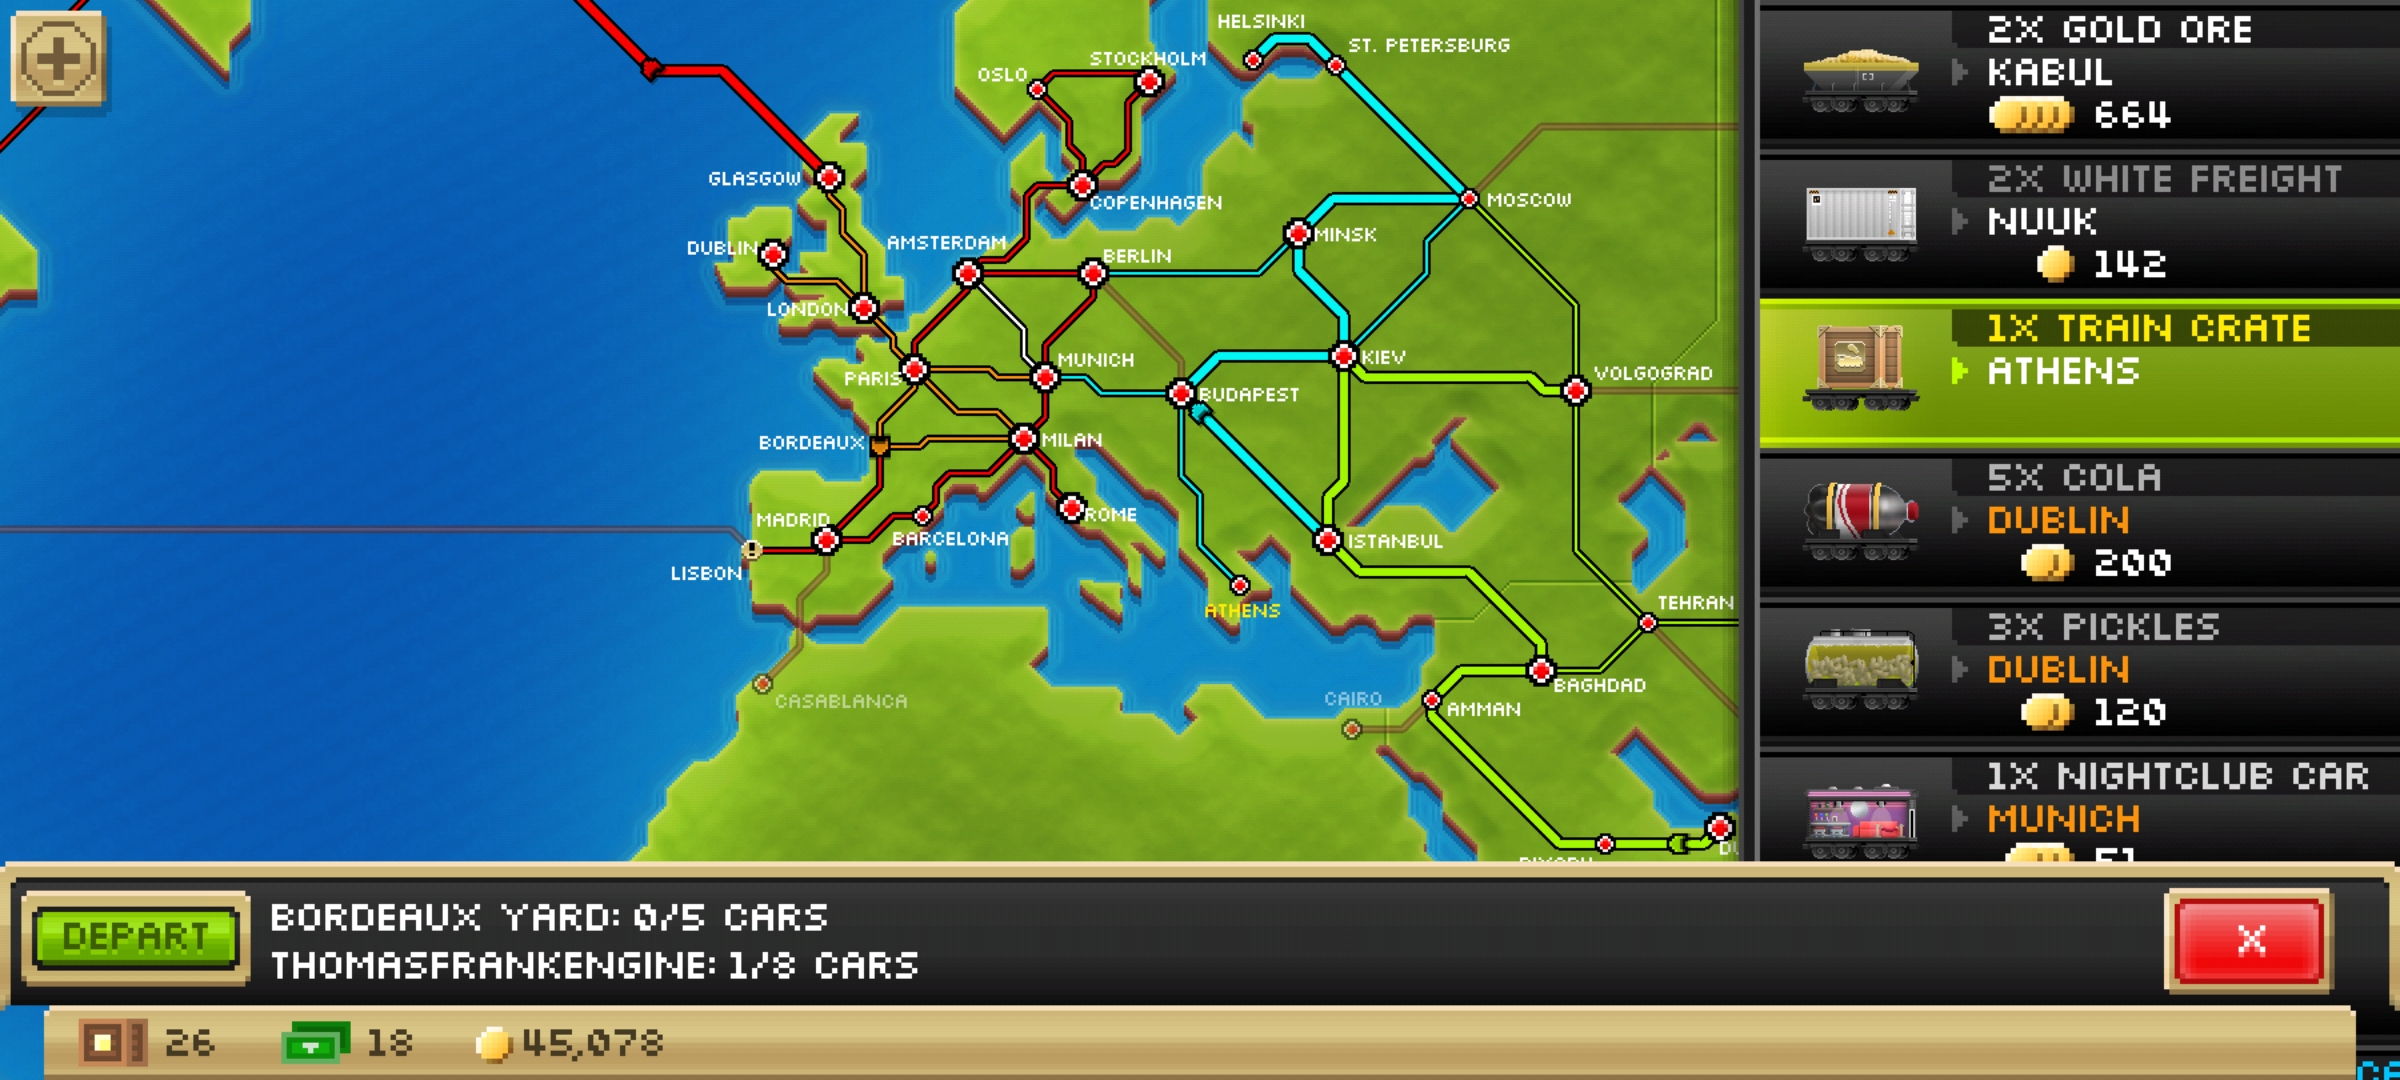 HELSINKI
ST. PETERSBURG
STOCKHOLM
OSLO
GLASGOW
MOSCOW
COPENHAGEN
MINSK
DUBLIN
AMSTERDAM
BERLIN
LONDON
MUNICH
KIEV
PARIS
VOLGOGRAD
BUDAPEST
BORDEAUX
MILAN
MADRID
ROME
BARCELONA
ISTANBUL
LISBON
ATHENS
TEHRAN
BAGHDAD
CASABLANCA
CAIRO
AMMAN
2X GOLD ORE
KABUL
664
2X WHITE FREIGHT
NUUK
142
1X TRAIN CRATE
ATHENS
5X COLA
DUBLIN
200
3X PICKLES
DUBLIN
120
1X NIGHTCLUB CAR
MUNICH
51
DEPART
BORDEAUX YARD: 0/5 CARS
THOMASFRANKENGINE: 1/8 CARS
X
26
18
45,078